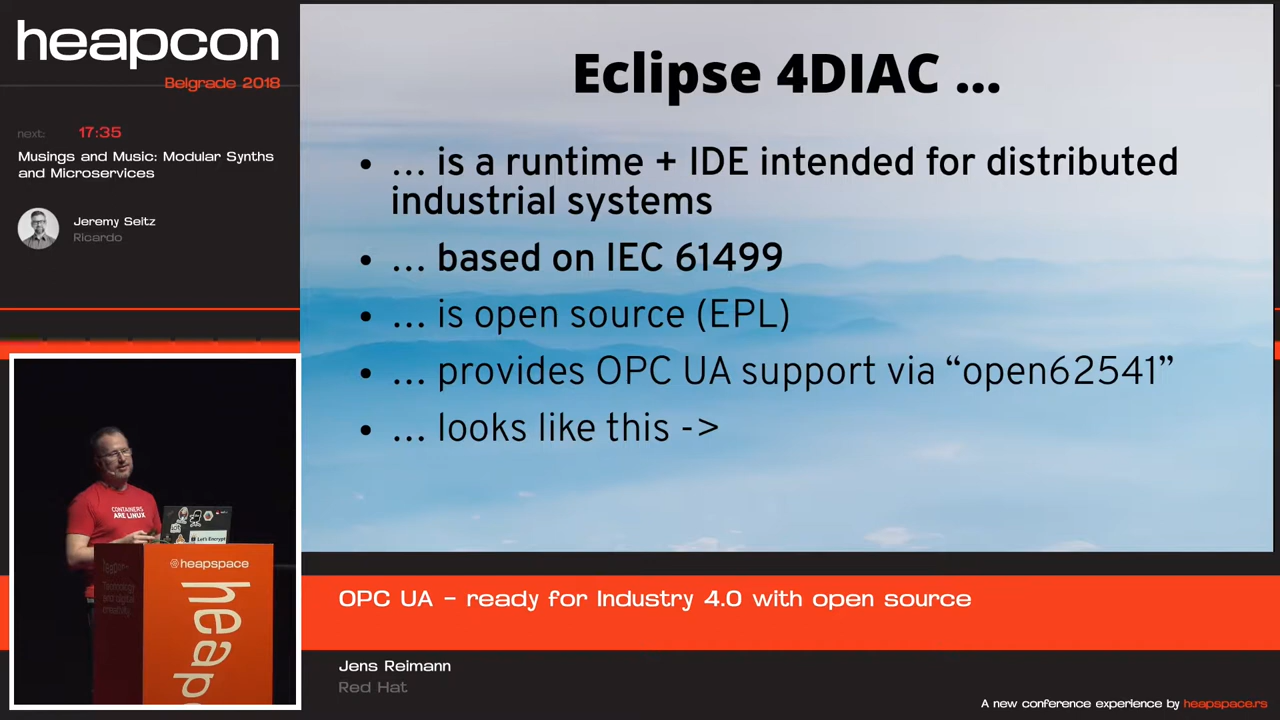 heapcon
Belgrade 2018
next: 17:35
Musings and Music: Modular Synths
and Microservices
Jeremy Seitz
Ricardo
Eclipse 4DIAC ...
• ... is a runtime + IDE intended for distributed
industrial systems
• ... based on IEC 61499
• ... is open source (EPL)
• ... provides OPC UA support via “open62541”
• ... looks like this ->
CONTAINERS
ARE LINUX
Let's Encrypt
heapspace
heap
OPC UA – ready for Industry 4.0 with open source
Jens Reimann
Red Hat
A new conference experience by heapspace.rs